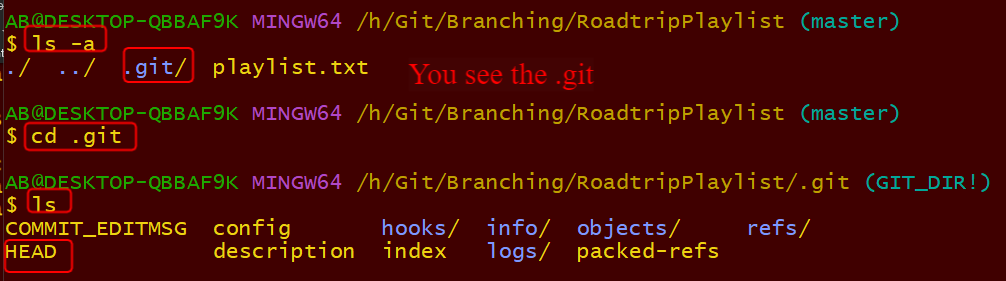 AB@DESKTOP-QBBAF9K MINGW64 /h/Git/Branching/RoadtripPlaylist (master)
$ ls -a
./  ../  .git/  playlist.txt  You see the .git
AB@DESKTOP-QBBAF9K MINGW64 /h/Git/Branching/RoadtripPlaylist (master)
$ cd .git
AB@DESKTOP-QBBAF9K MINGW64 /h/Git/Branching/RoadtripPlaylist/.git (GIT_DIR!)
$ ls
COMMIT_EDITMSG  config       hooks/  info/  objects/     refs/
HEAD            description  index   logs/  packed-refs